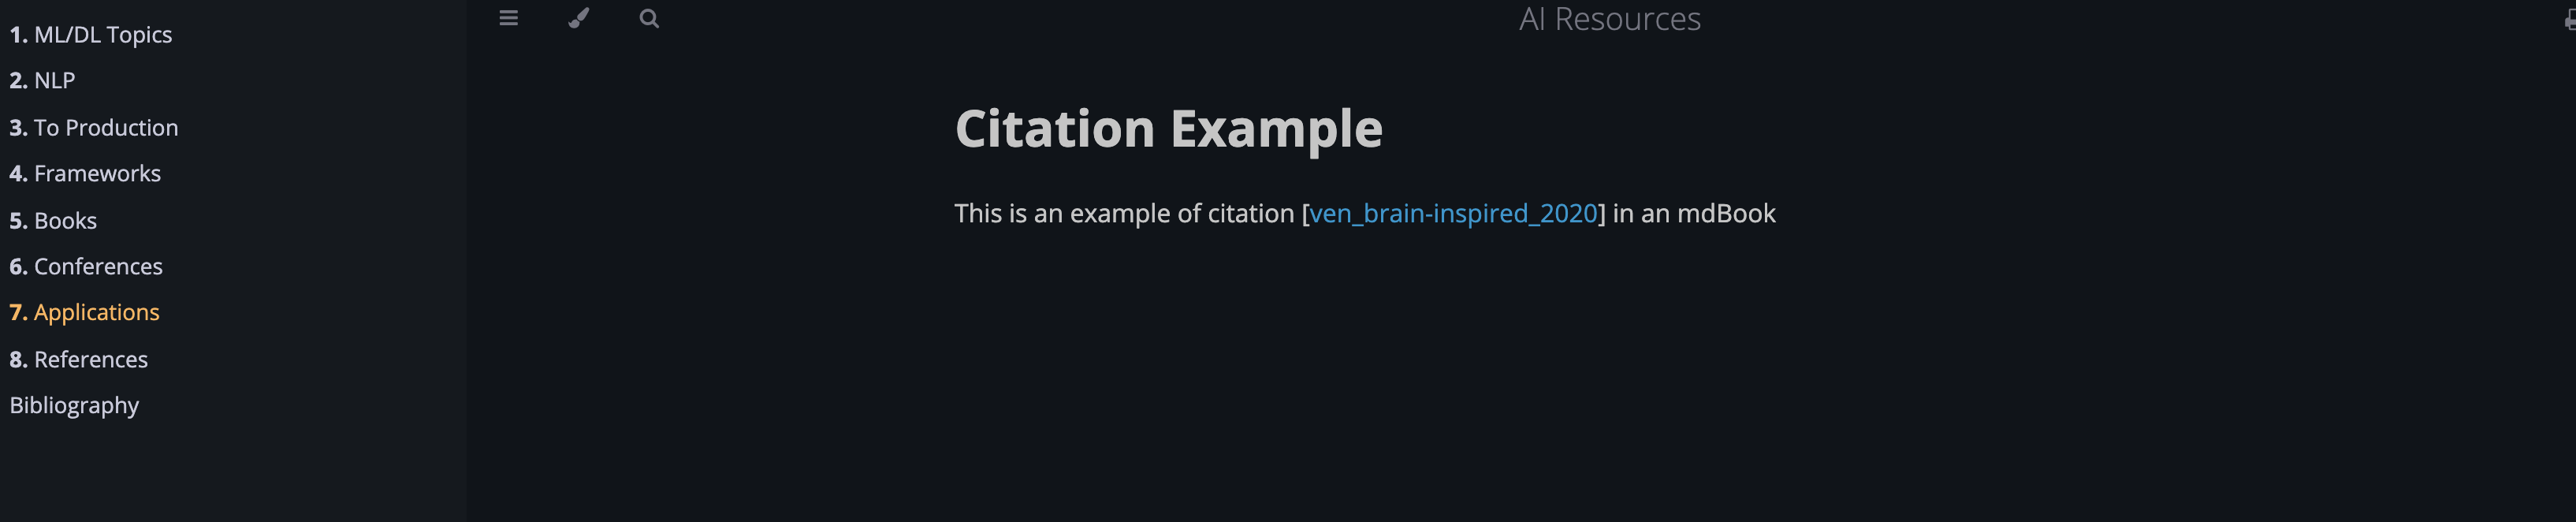 1. ML/DL Topics
2. NLP
3. To Production
4. Frameworks
5. Books
6. Conferences
7. Applications
8. References
Bibliography
AI Resources
Citation Example
This is an example of citation [ven_brain-inspired_2020] in an mdBook